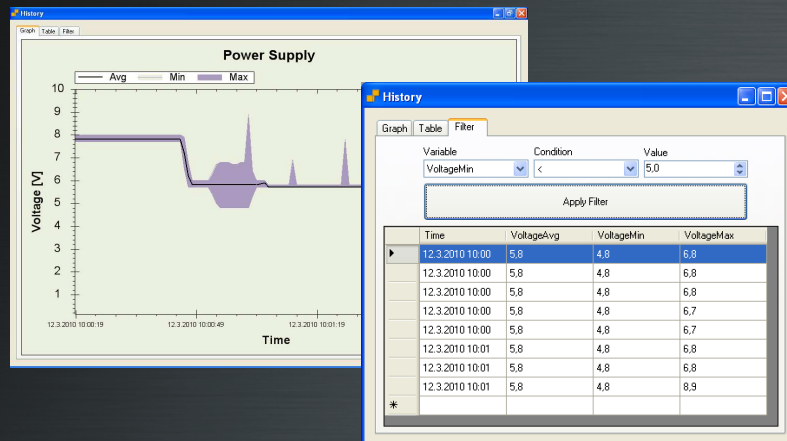 History
Graph Table Filter
Power Supply
Avg Min Max
10
9
8
7
6
5
4
3
2
1
Voltage [V]
12.3.2010 10:00:19 12.3.2010 10:00:49 12.3.2010 10:01:19
Time
History
Graph Table Filter
Variable Condition Value
VoltageMin < 5,0
Apply Filter
Time VoltageAvg VoltageMin VoltageMax
12.3.2010 10:00 5,8 4,8 6,8
12.3.2010 10:00 5,8 4,8 6,8
12.3.2010 10:00 5,8 4,8 6,8
12.3.2010 10:00 5,8 4,8 6,7
12.3.2010 10:00 5,8 4,8 6,7
12.3.2010 10:01 5,8 4,8 6,8
12.3.2010 10:01 5,8 4,8 6,8
12.3.2010 10:01 5,8 4,8 8,9
*